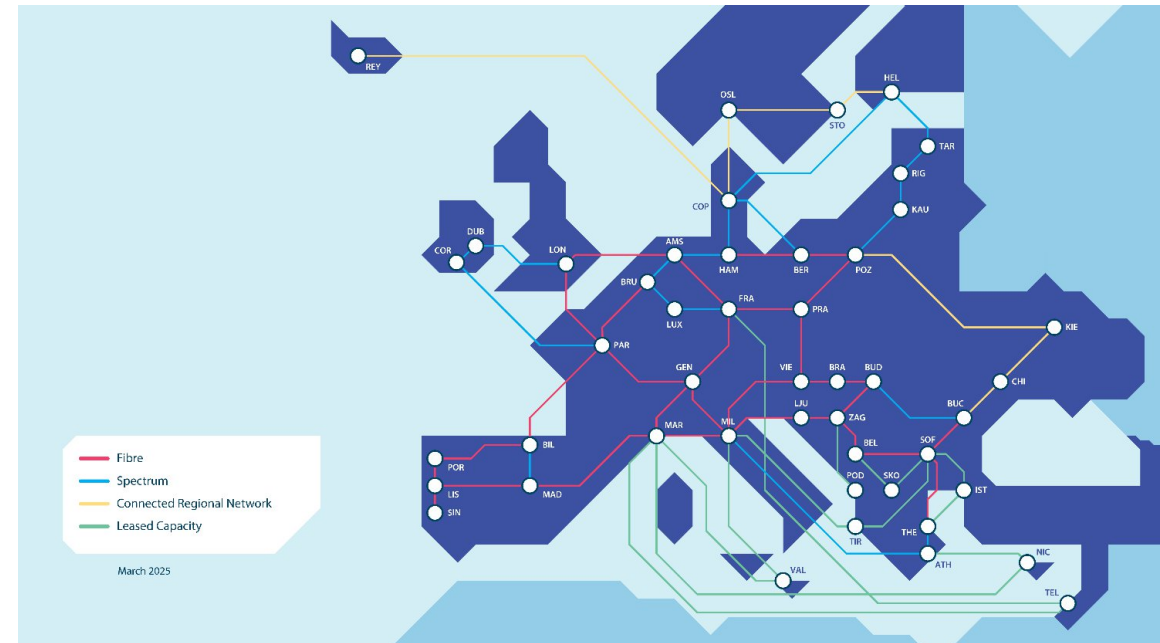 REY
HEL
OSL
STO
TAR
RIG
COP
KAU
DUB
COR
LON
AMS
HAM
BER
POZ
BRU
FRA
PRA
LUX
KIE
PAR
GEN
VIE
BRA
BUD
CHI
LJU
ZAG
BUC
MAR
MIL
BIL
BEL
SOF
Fibre
POR
Spectrum
LIS
MAD
POD
SKO
IST
Connected Regional Network
SIN
Leased Capacity
TIR
THE
NIC
ATH
March 2025
VAL
TEL